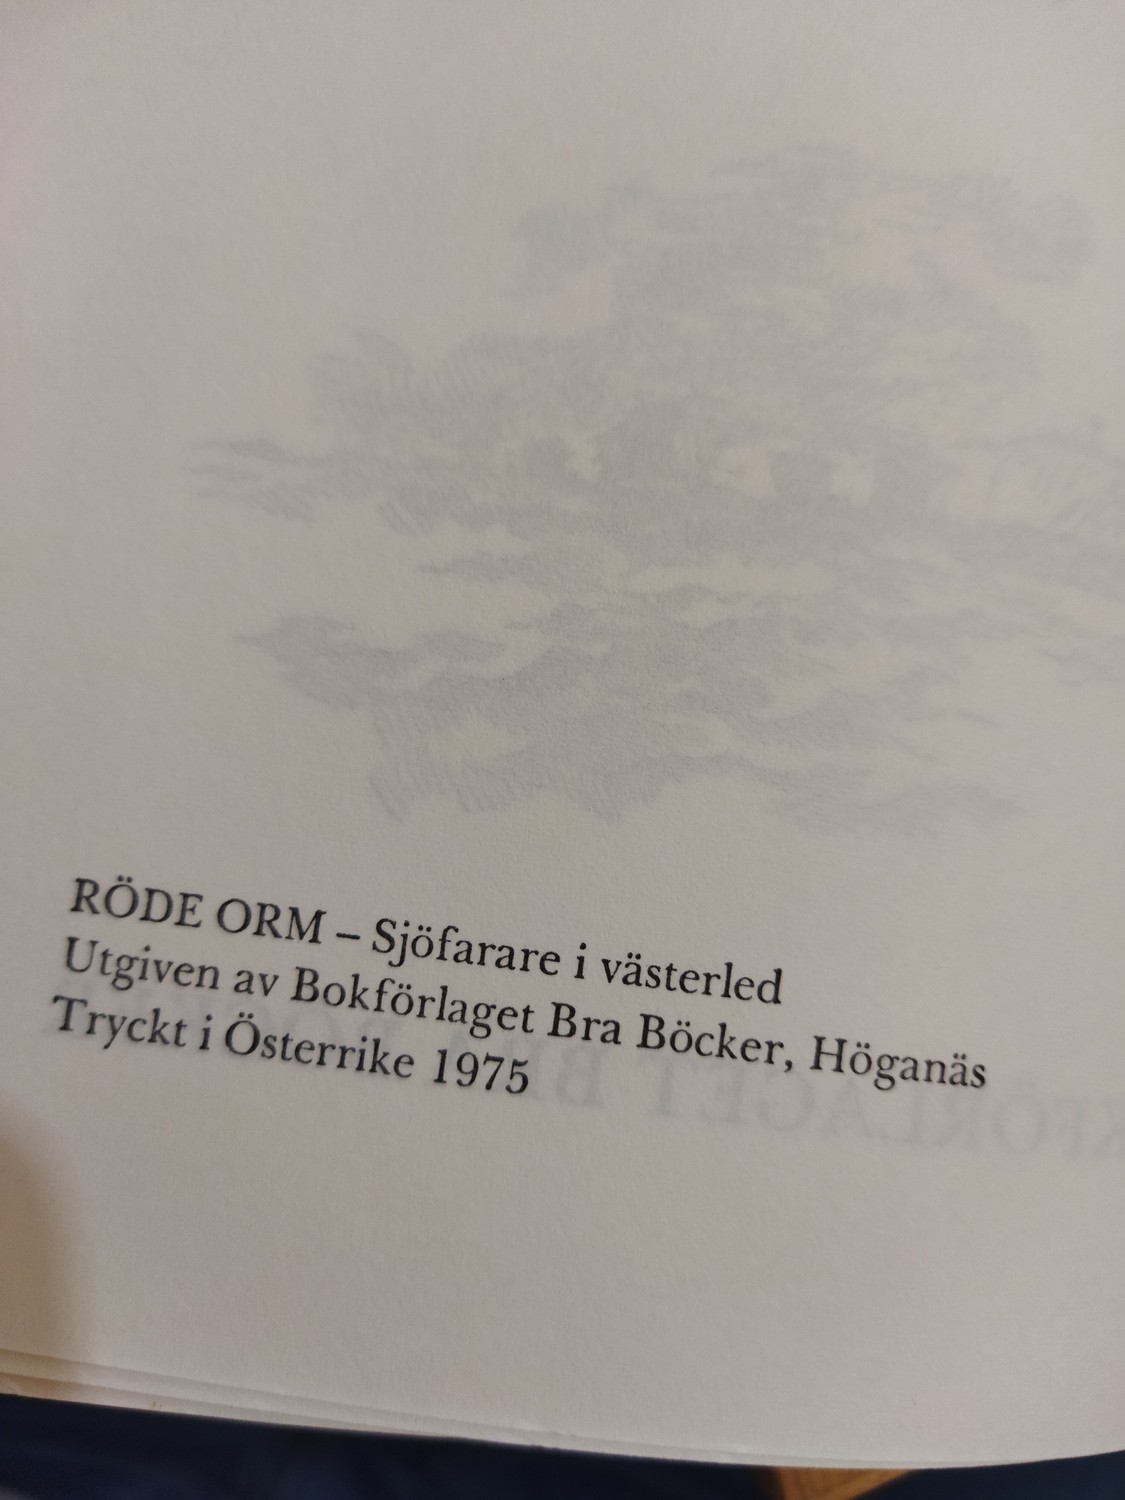 RÖDE ORM – Sjöfarare i västerled
Utgiven av Bokförlaget Bra Böcker, Höganäs
Tryckt i Österrike 1975